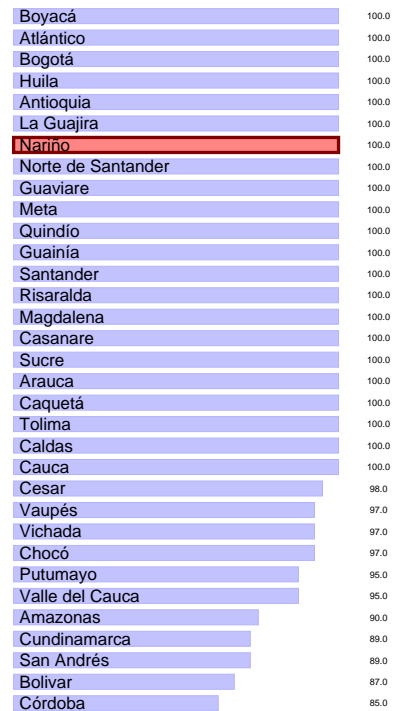 Boyacá 100.0
Atlántico 100.0
Bogotá 100.0
Huila 100.0
Antioquia 100.0
La Guajira 100.0
Nariño 100.0
Norte de Santander 100.0
Guaviare 100.0
Meta 100.0
Quindío 100.0
Guainía 100.0
Santander 100.0
Risaralda 100.0
Magdalena 100.0
Casanare 100.0
Sucre 100.0
Arauca 100.0
Caquetá 100.0
Tolima 100.0
Caldas 100.0
Cauca 100.0
Cesar 98.0
Vaupés 97.0
Vichada 97.0
Chocó 97.0
Putumayo 95.0
Valle del Cauca 95.0
Amazonas 90.0
Cundinamarca 89.0
San Andrés 89.0
Bolivar 87.0
Córdoba 85.0